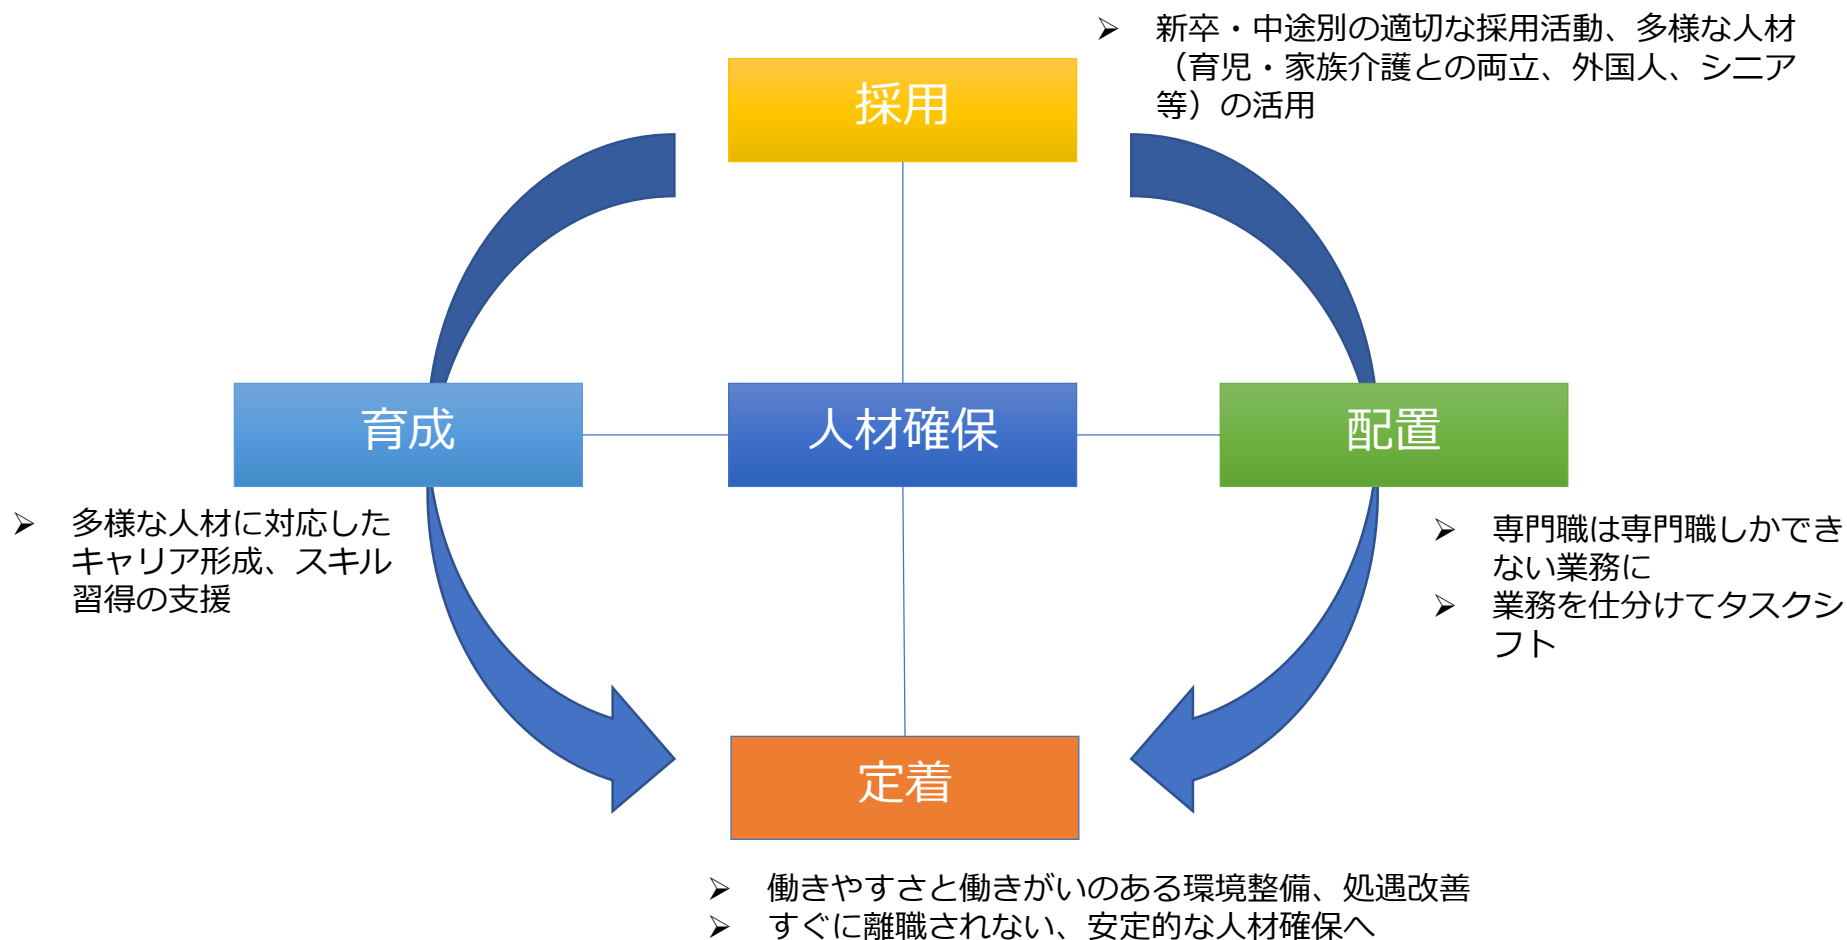 ➢ 新卒・中途別の適切な採用活動、多様な人材
（育児・家族介護との両立、外国人、シニア
等）の活用
採用
育成
人材確保
配置
➢ 多様な人材に対応した
キャリア形成、スキル
習得の支援
➢ 専門職は専門職しかでき
ない業務に
➢ 業務を仕分けてタスクシ
フト
定着
➢ 働きやすさと働きがいのある環境整備、処遇改善
➢ すぐに離職されない、安定的な人材確保へ